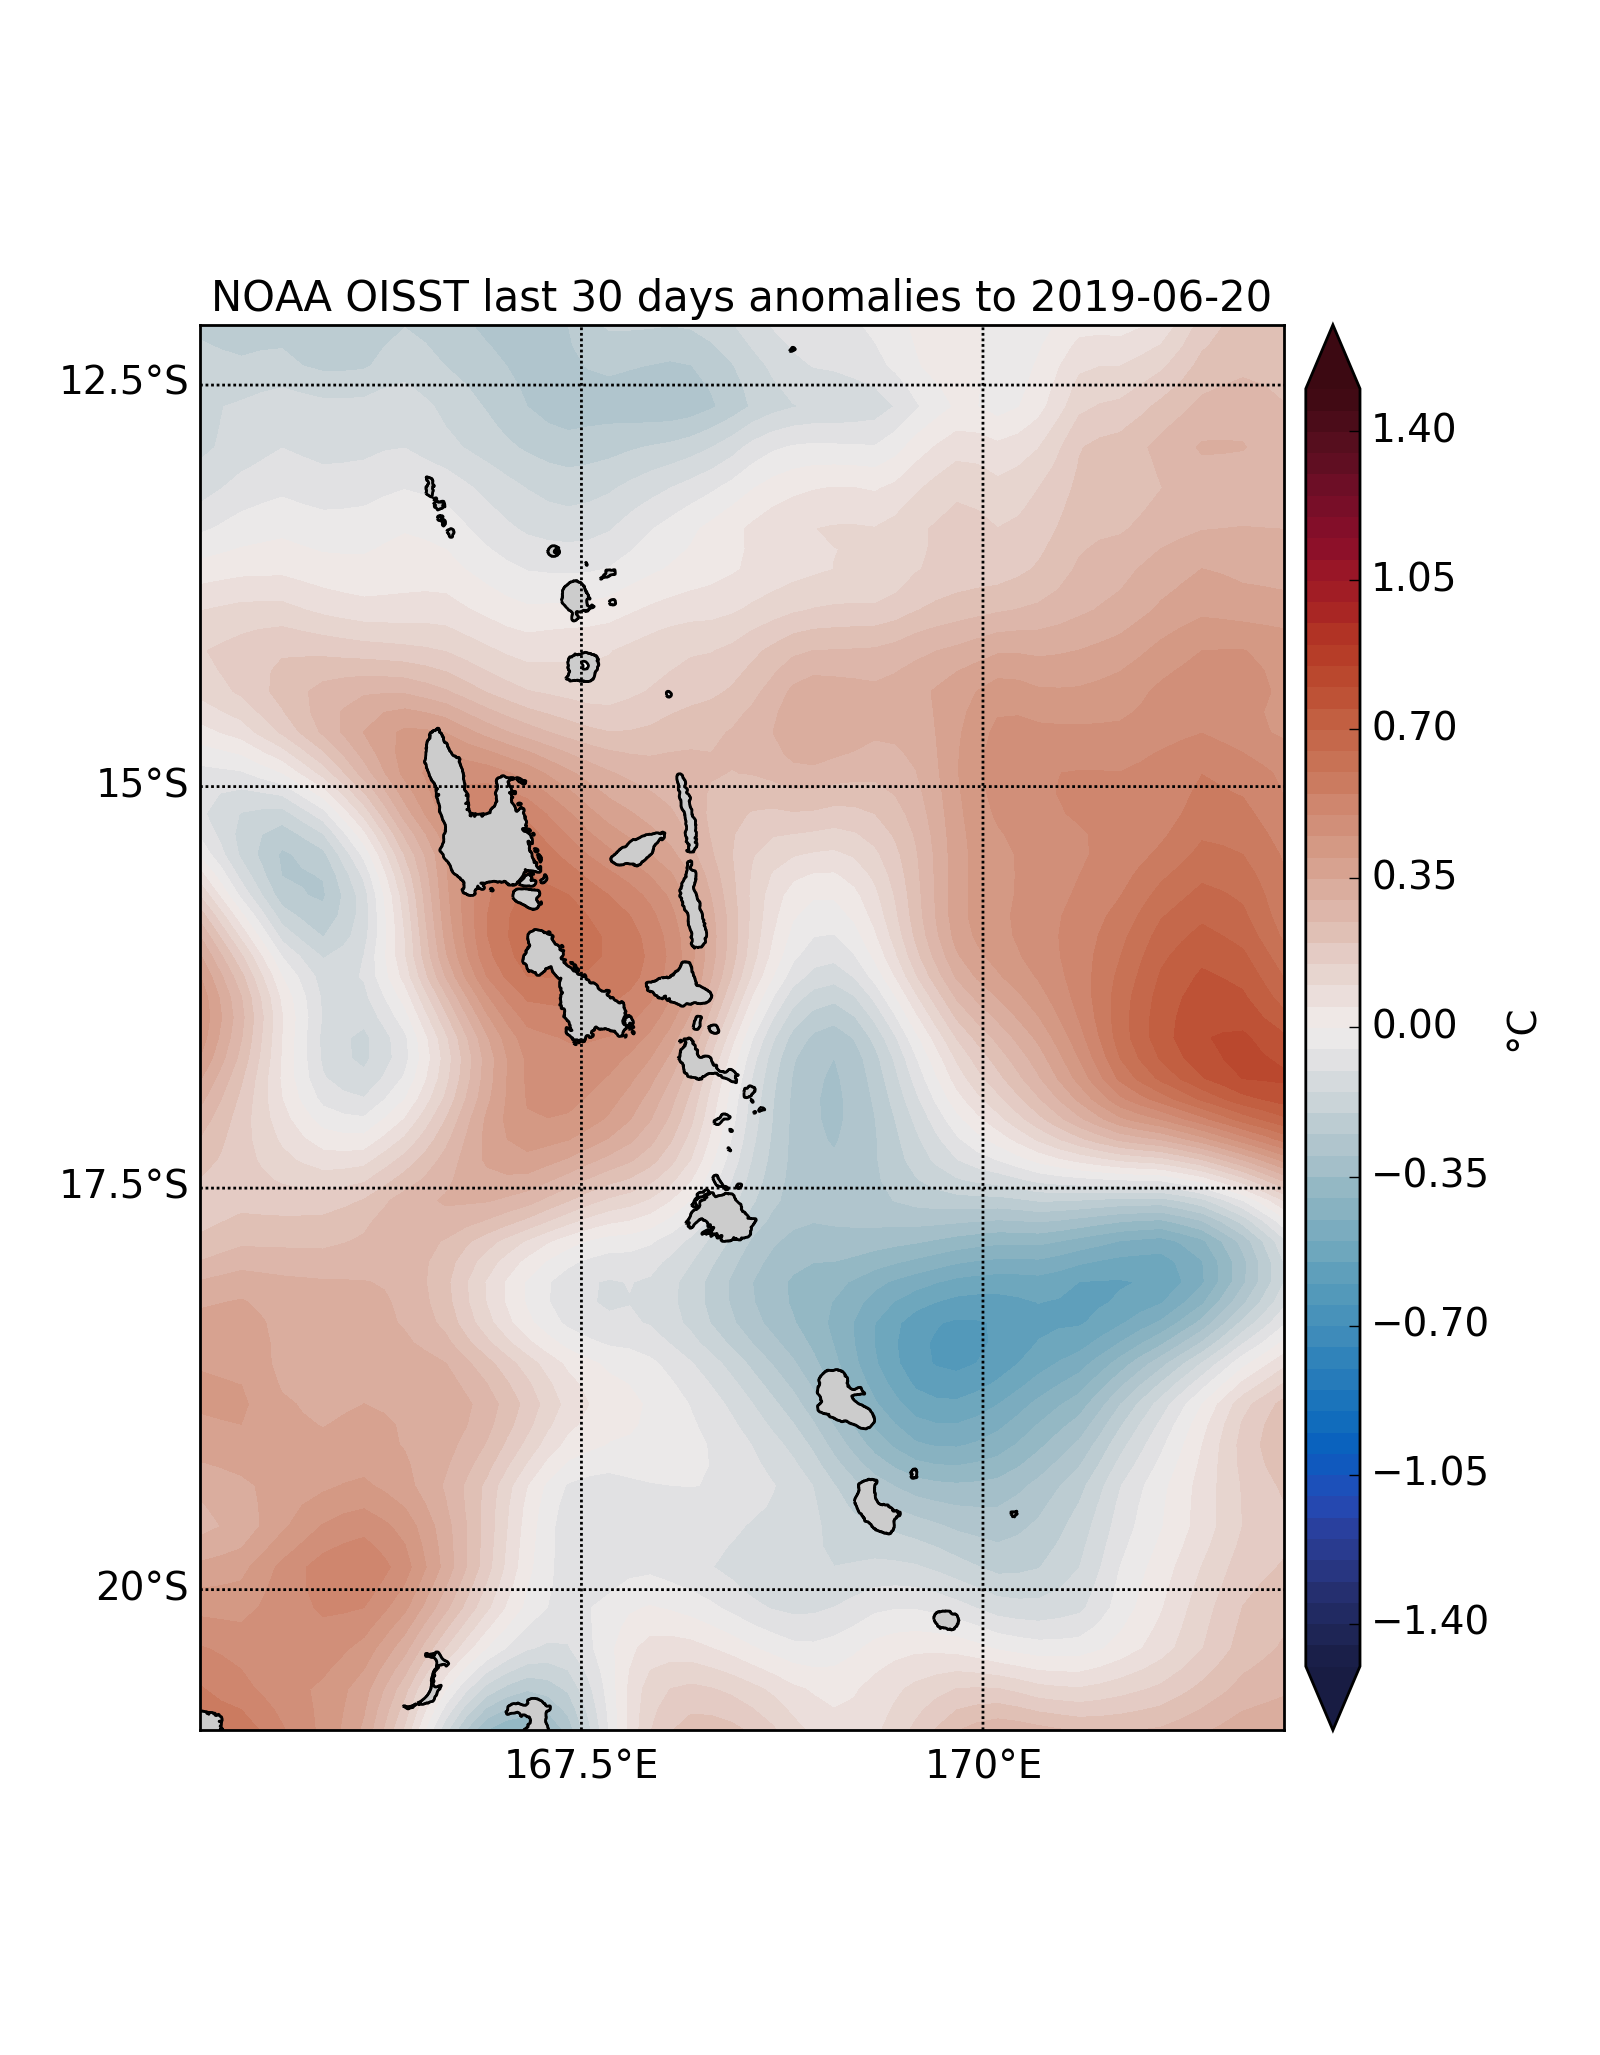 NOAA OISST last 30 days anomalies to 2019-06-20
12.5°S
15°S
17.5°S
20°S
167.5°E
170°E
1.40
1.05
0.70
0.35
0.00
−0.35
−0.70
−1.05
−1.40
°C